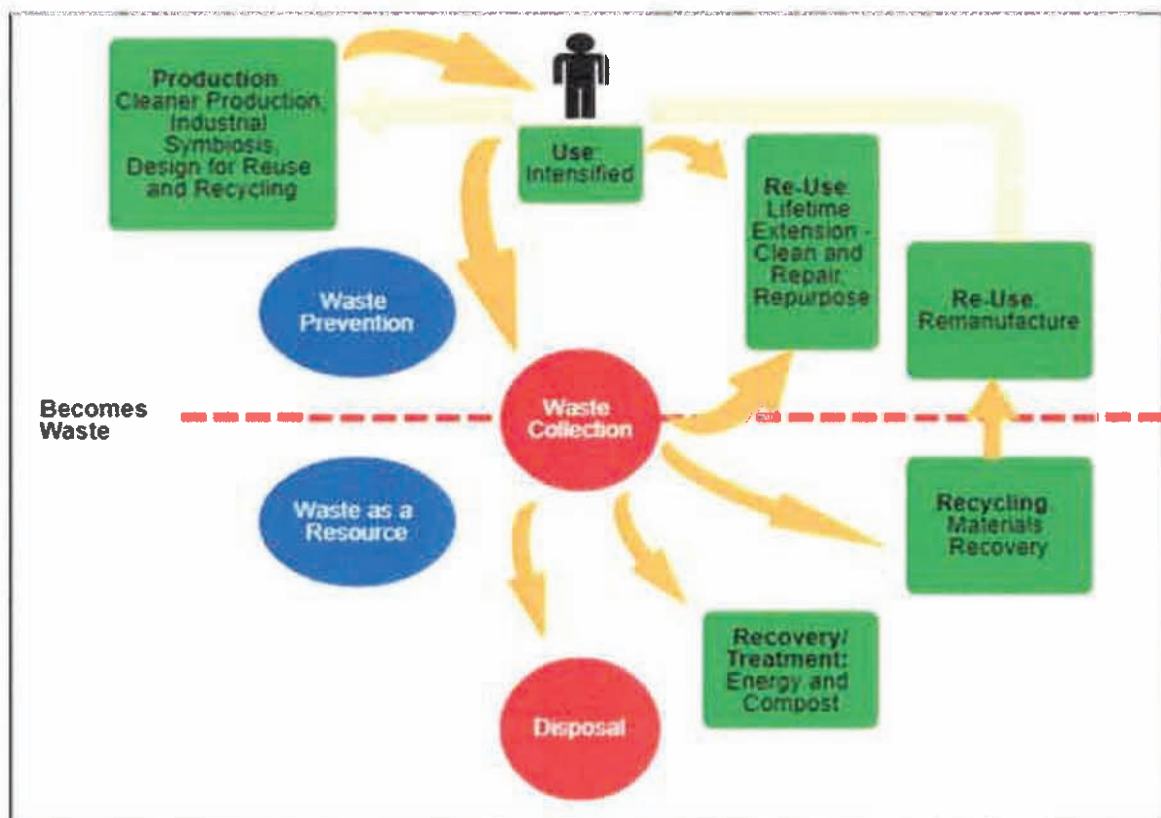 Production
Cleaner Production,
Industrial
Symbiosis,
Design for Reuse
and Recycling
Use:
Intensified
Re-Use:
Lifetime
Extension -
Clean and
Repair,
Repurpose
Re-Use:
Remanufacture
Waste
Prevention
Becomes
Waste
Waste
Collection
Waste as a
Resource
Recycling
Materials
Recovery
Recovery/
Treatment:
Energy and
Compost
Disposal